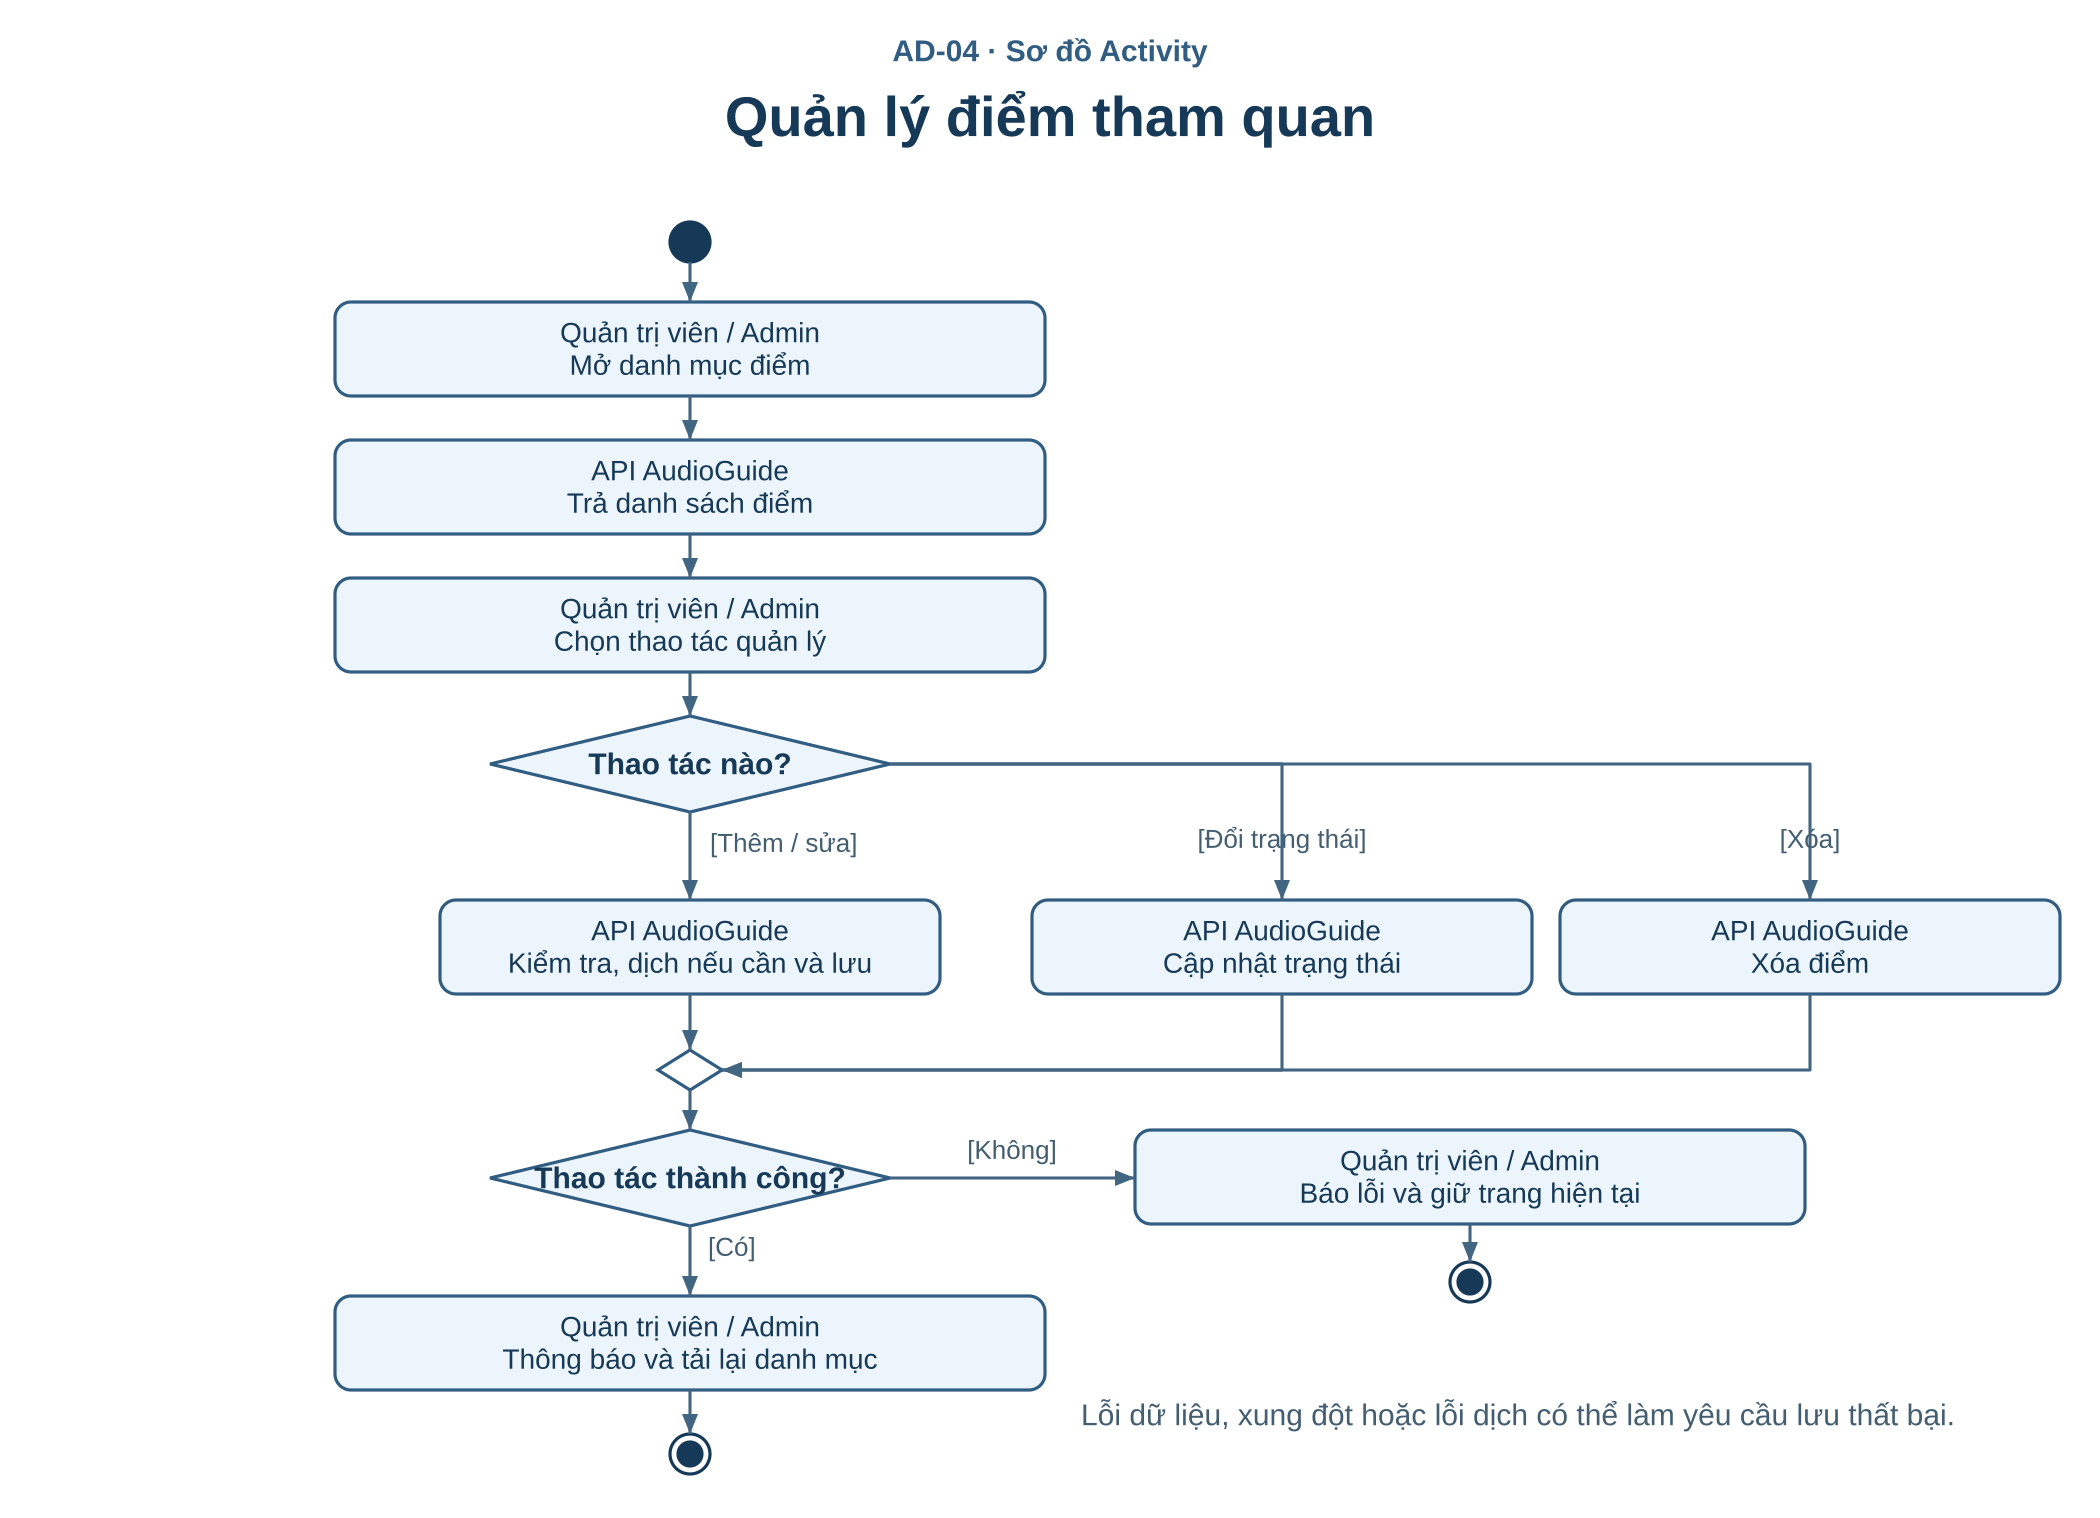 AD-04 · Sơ đồ Activity
Quản lý điểm tham quan
Quản trị viên / Admin
Mở danh mục điểm
API AudioGuide
Trả danh sách điểm
Quản trị viên / Admin
Chọn thao tác quản lý
Thao tác nào?
[Thêm / sửa]
[Đổi trạng thái]
[Xóa]
API AudioGuide
Kiểm tra, dịch nếu cần và lưu
API AudioGuide
Cập nhật trạng thái
API AudioGuide
Xóa điểm
Thao tác thành công?
[Không]
Quản trị viên / Admin
Báo lỗi và giữ trang hiện tại
[Có]
Quản trị viên / Admin
Thông báo và tải lại danh mục
Lỗi dữ liệu, xung đột hoặc lỗi dịch có thể làm yêu cầu lưu thất bại.